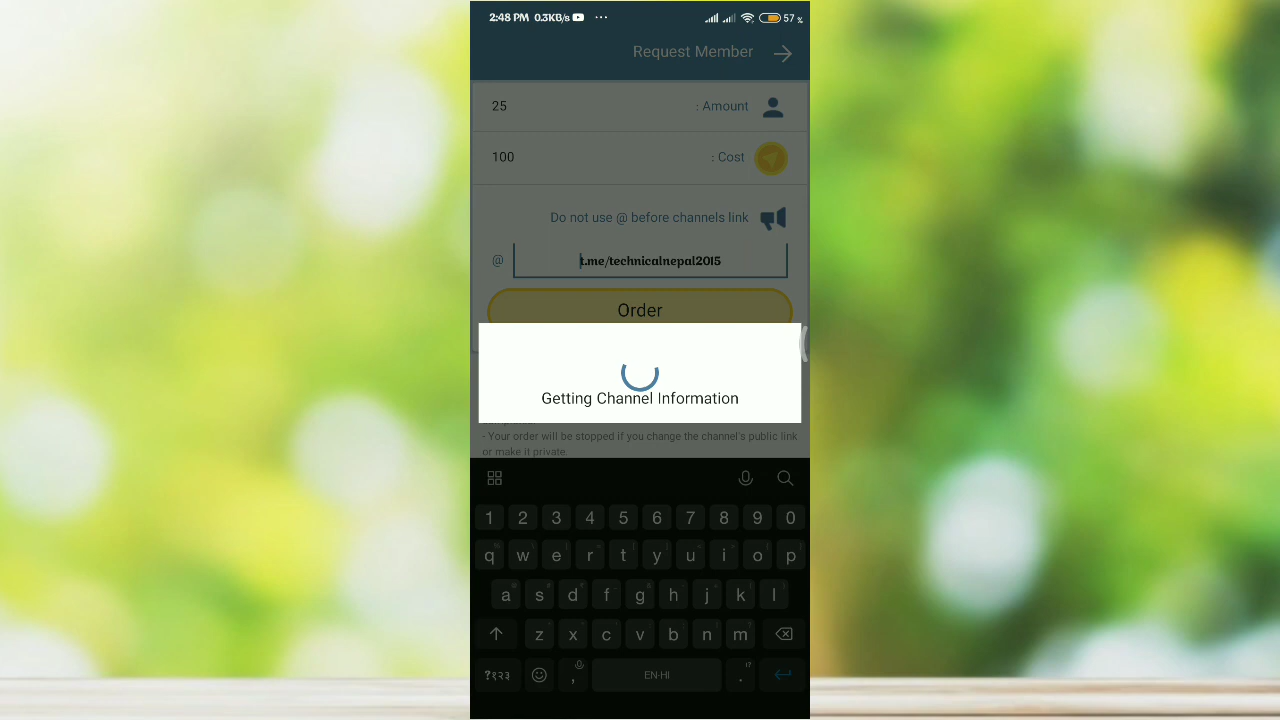 2:48 PM 0.3KB/s ... 57 %
Request Member
25 : Amount
100 : Cost
Do not use @ before channels link
@ t.me/technicalnepal2015
Order
Getting Channel Information
- Your order will be stopped if you change the channel's public link
or make it private
1 2 3 4 5 6 7 8 9 0
q w e r t y u i o p
a s d f g h j k l
z x c v b n m
?१२३ , EN·HI . !?